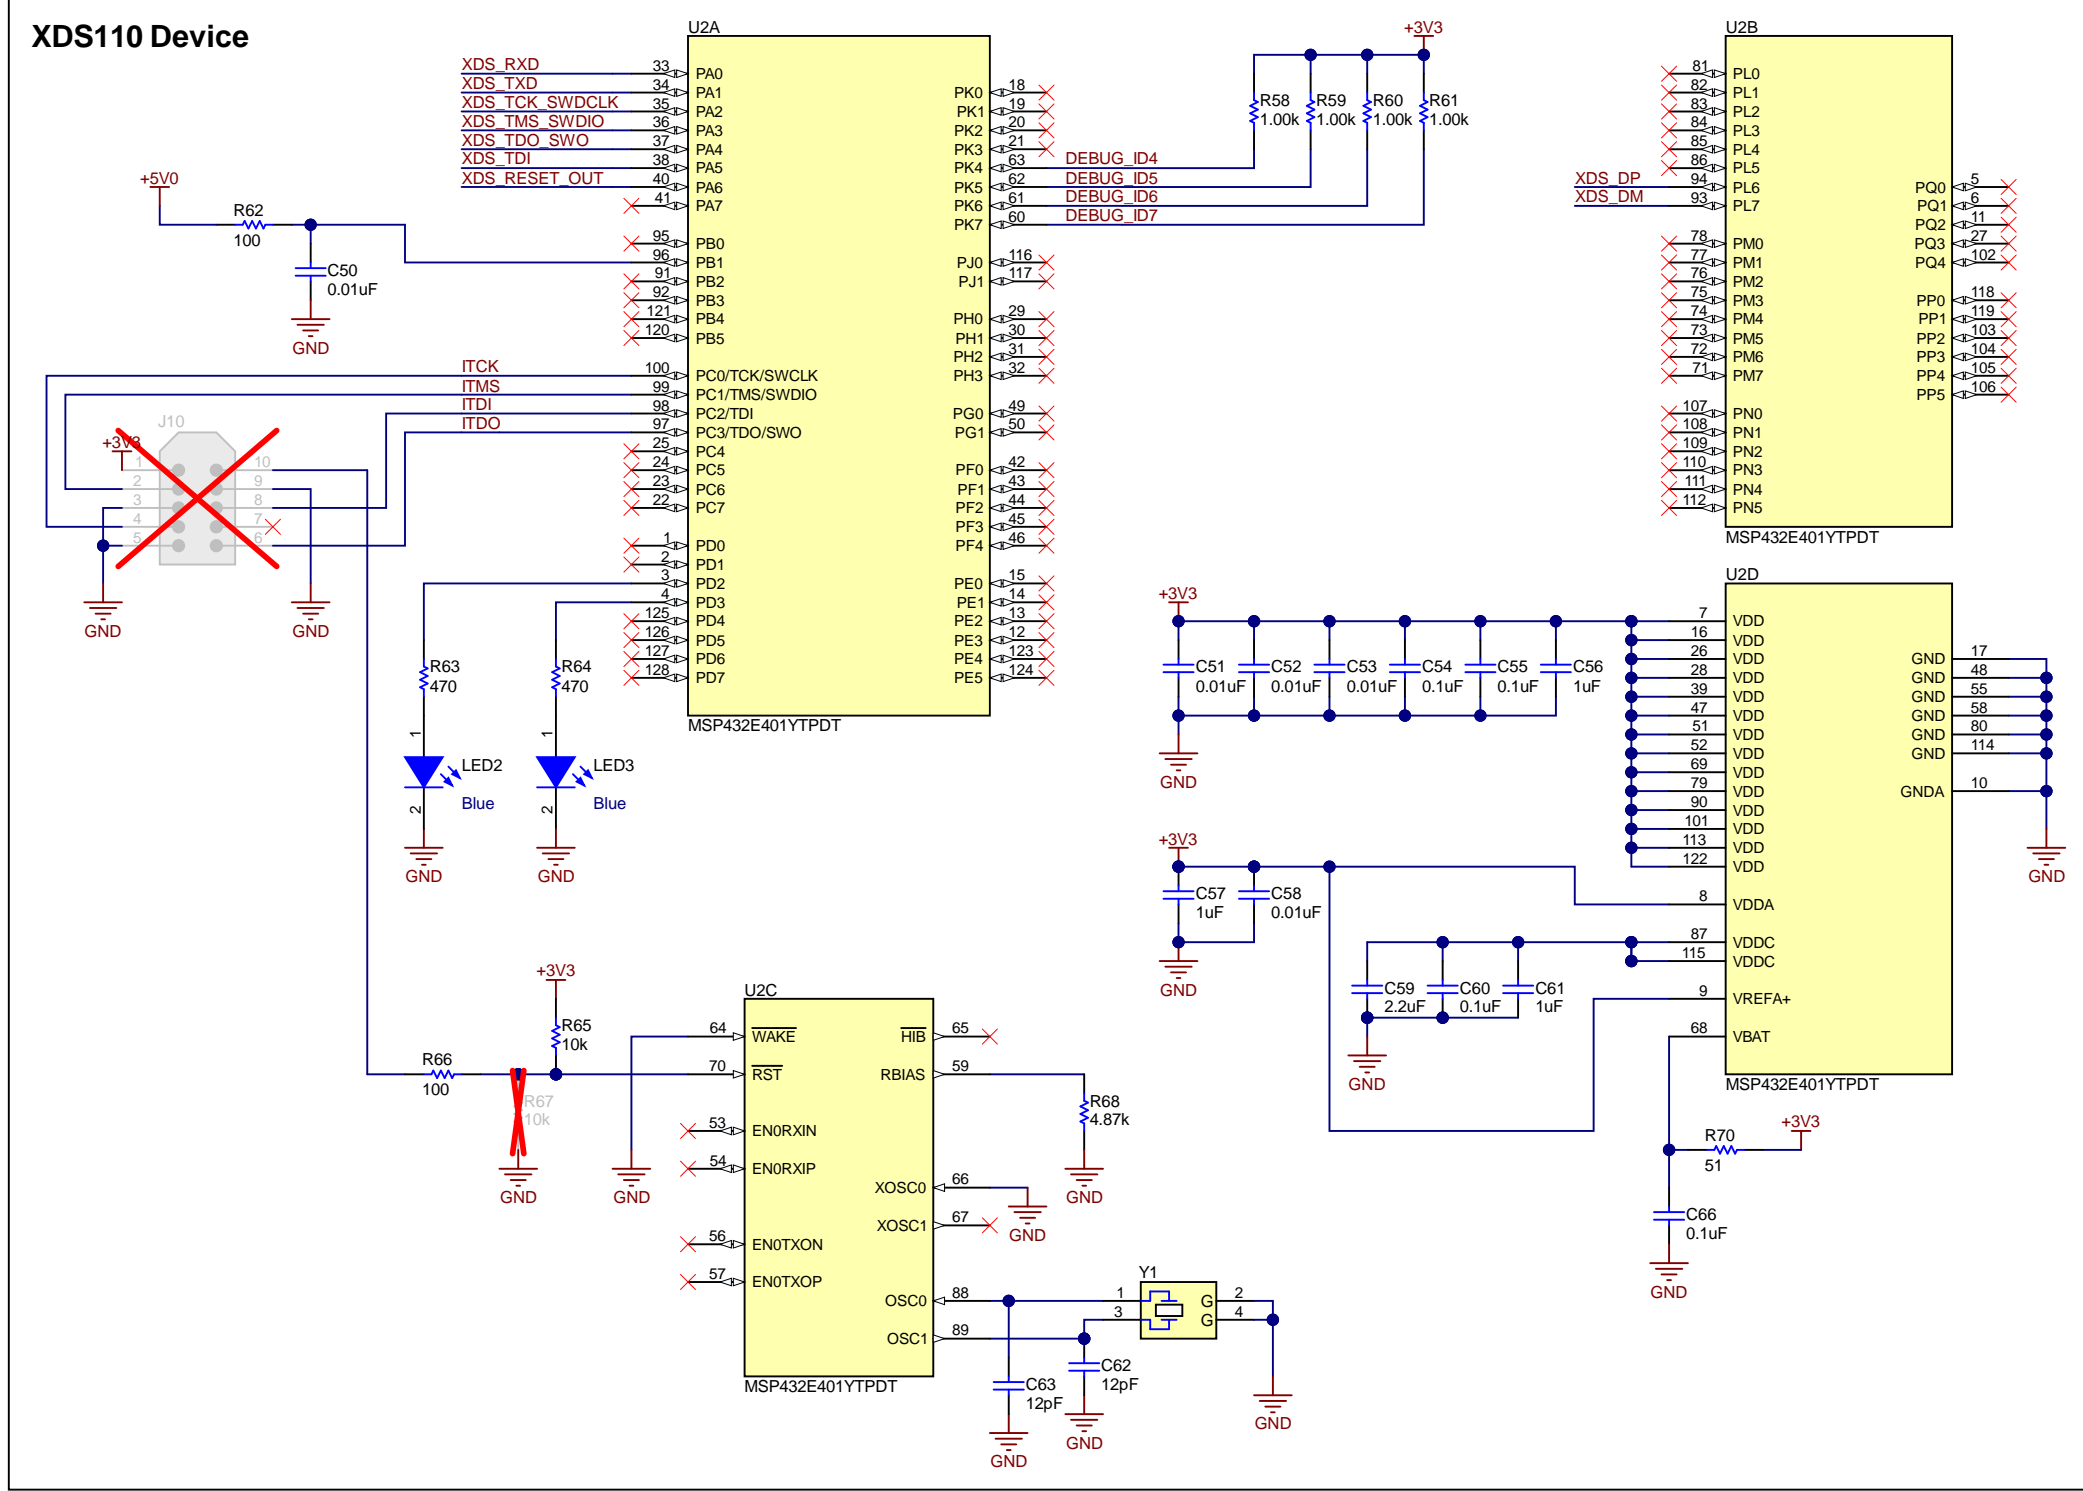 XDS110 Device
U2A
XDS_RXD 33 PA0
XDS_TXD 34 PA1
XDS_TCK_SWDCLK 35 PA2
XDS_TMS_SWDIO 36 PA3
XDS_TDO_SWO 37 PA4
XDS_TDI 38 PA5
XDS_RESET_OUT 40 PA6
41 PA7
95 PB0
96 PB1
91 PB2
92 PB3
121 PB4
120 PB5
ITCK 100 PC0/TCK/SWCLK
ITMS 99 PC1/TMS/SWDIO
ITDI 98 PC2/TDI
ITDO 97 PC3/TDO/SWO
25 PC4
24 PC5
23 PC6
22 PC7
1 PD0
2 PD1
3 PD2
4 PD3
125 PD4
126 PD5
127 PD6
128 PD7
PK0 18
PK1 19
PK2 20
PK3 21
PK4 63 DEBUG_ID4
PK5 62 DEBUG_ID5
PK6 61 DEBUG_ID6
PK7 60 DEBUG_ID7
PJ0 116
PJ1 117
PH0 29
PH1 30
PH2 31
PH3 32
PG0 49
PG1 50
PF0 42
PF1 43
PF2 44
PF3 45
PF4 46
PE0 15
PE1 14
PE2 13
PE3 12
PE4 123
PE5 124
MSP432E401YTPDT
+3V3
R58 R59 R60 R61
1.00k 1.00k 1.00k 1.00k
+5V0
R62
100
C50
0.01uF
GND
J10
+3V3
1 10
2 9
3 8
4 7
5 6
GND GND
R63
470
R64
470
1 1
LED2
Blue
LED3
Blue
2 2
GND GND
U2B
81 PL0
82 PL1
83 PL2
84 PL3
85 PL4
86 PL5
XDS_DP 94 PL6
XDS_DM 93 PL7
78 PM0
77 PM1
76 PM2
75 PM3
74 PM4
73 PM5
72 PM6
71 PM7
107 PN0
108 PN1
109 PN2
110 PN3
111 PN4
112 PN5
PQ0 5
PQ1 6
PQ2 11
PQ3 27
PQ4 102
PP0 118
PP1 119
PP2 103
PP3 104
PP4 105
PP5 106
MSP432E401YTPDT
U2D
7 VDD
16 VDD
26 VDD
28 VDD
39 VDD
47 VDD
51 VDD
52 VDD
69 VDD
79 VDD
90 VDD
101 VDD
113 VDD
122 VDD
8 VDDA
87 VDDC
115 VDDC
9 VREFA+
68 VBAT
GND 17
GND 48
GND 55
GND 58
GND 80
GND 114
GNDA 10
GND
MSP432E401YTPDT
+3V3
C51 C52 C53 C54 C55 C56
0.01uF 0.01uF 0.01uF 0.1uF 0.1uF 1uF
GND
+3V3
C57 C58
1uF 0.01uF
GND
C59 C60 C61
2.2uF 0.1uF 1uF
GND
+3V3
R70
51
C66
0.1uF
GND
+3V3
R65
10k
R66
100
R67
10k
GND
GND
U2C
64 WAKE
70 RST
53 EN0RXIN
54 EN0RXIP
56 EN0TXON
57 EN0TXOP
HIB 65
RBIAS 59
XOSC0 66
XOSC1 67
OSC0 88
OSC1 89
MSP432E401YTPDT
R68
4.87k
GND
GND
Y1
1 G 2
3 G 4
C62
12pF
C63
12pF
GND
GND
GND